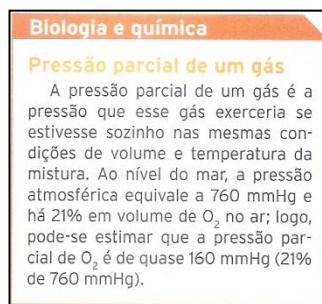 Biologia e química
Pressão parcial de um gás
A pressão parcial de um gás é a
pressão que esse gás exerceria se
estivesse sozinho nas mesmas con-
dições de volume e temperatura da
mistura. Ao nível do mar, a pressão
atmosférica equivale a 760 mmHg e
há 21% em volume de O₂ no ar; logo,
pode-se estimar que a pressão par-
cial de O₂ é de quase 160 mmHg (21%
de 760 mmHg).